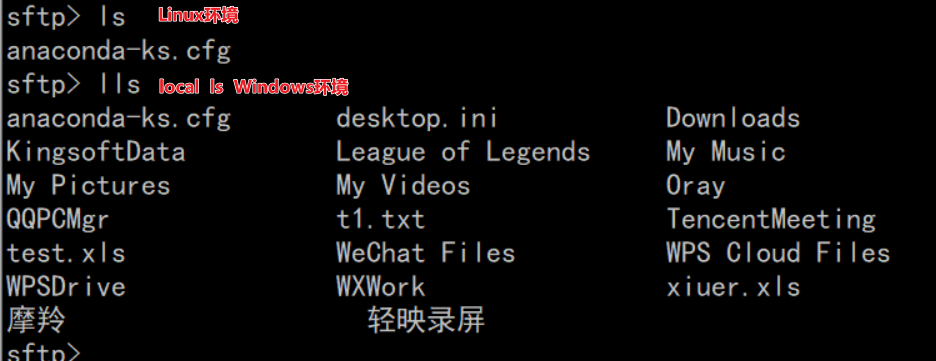 sftp> ls Linux环境
anaconda-ks.cfg
sftp> lls local ls Windows环境
anaconda-ks.cfg desktop.ini Downloads
KingsoftData League of Legends My Music
My Pictures My Videos Oray
QQPCMgr t1.txt TencentMeeting
test.xls WeChat Files WPS Cloud Files
WPSDrive WXWork xiuer.xls
摩羚 轻映录屏
sftp>